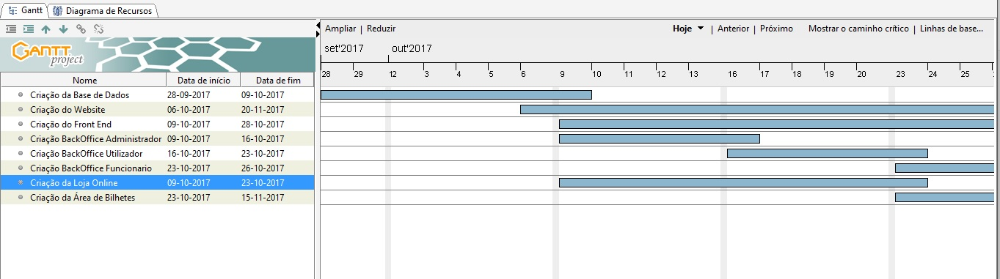 Gantt Diagrama de Recursos
Ampliar | Reduzir Hoje | Anterior | Próximo Mostrar o caminho crítico | Linhas de base...
GANTT project
set'2017 out'2017
Nome Data de início Data de fim 28 29 2 3 4 5 6 9 10 11 12 13 16 17 18 19 20 23 24 25
Criação da Base de Dados 28-09-2017 09-10-2017
Criação do Website 06-10-2017 20-11-2017
Criação do Front End 09-10-2017 28-10-2017
Criação BackOffice Administrador 09-10-2017 16-10-2017
Criação BackOffice Utilizador 16-10-2017 23-10-2017
Criação BackOffice Funcionario 23-10-2017 26-10-2017
Criação da Loja Online 09-10-2017 23-10-2017
Criação da Área de Bilhetes 23-10-2017 15-11-2017